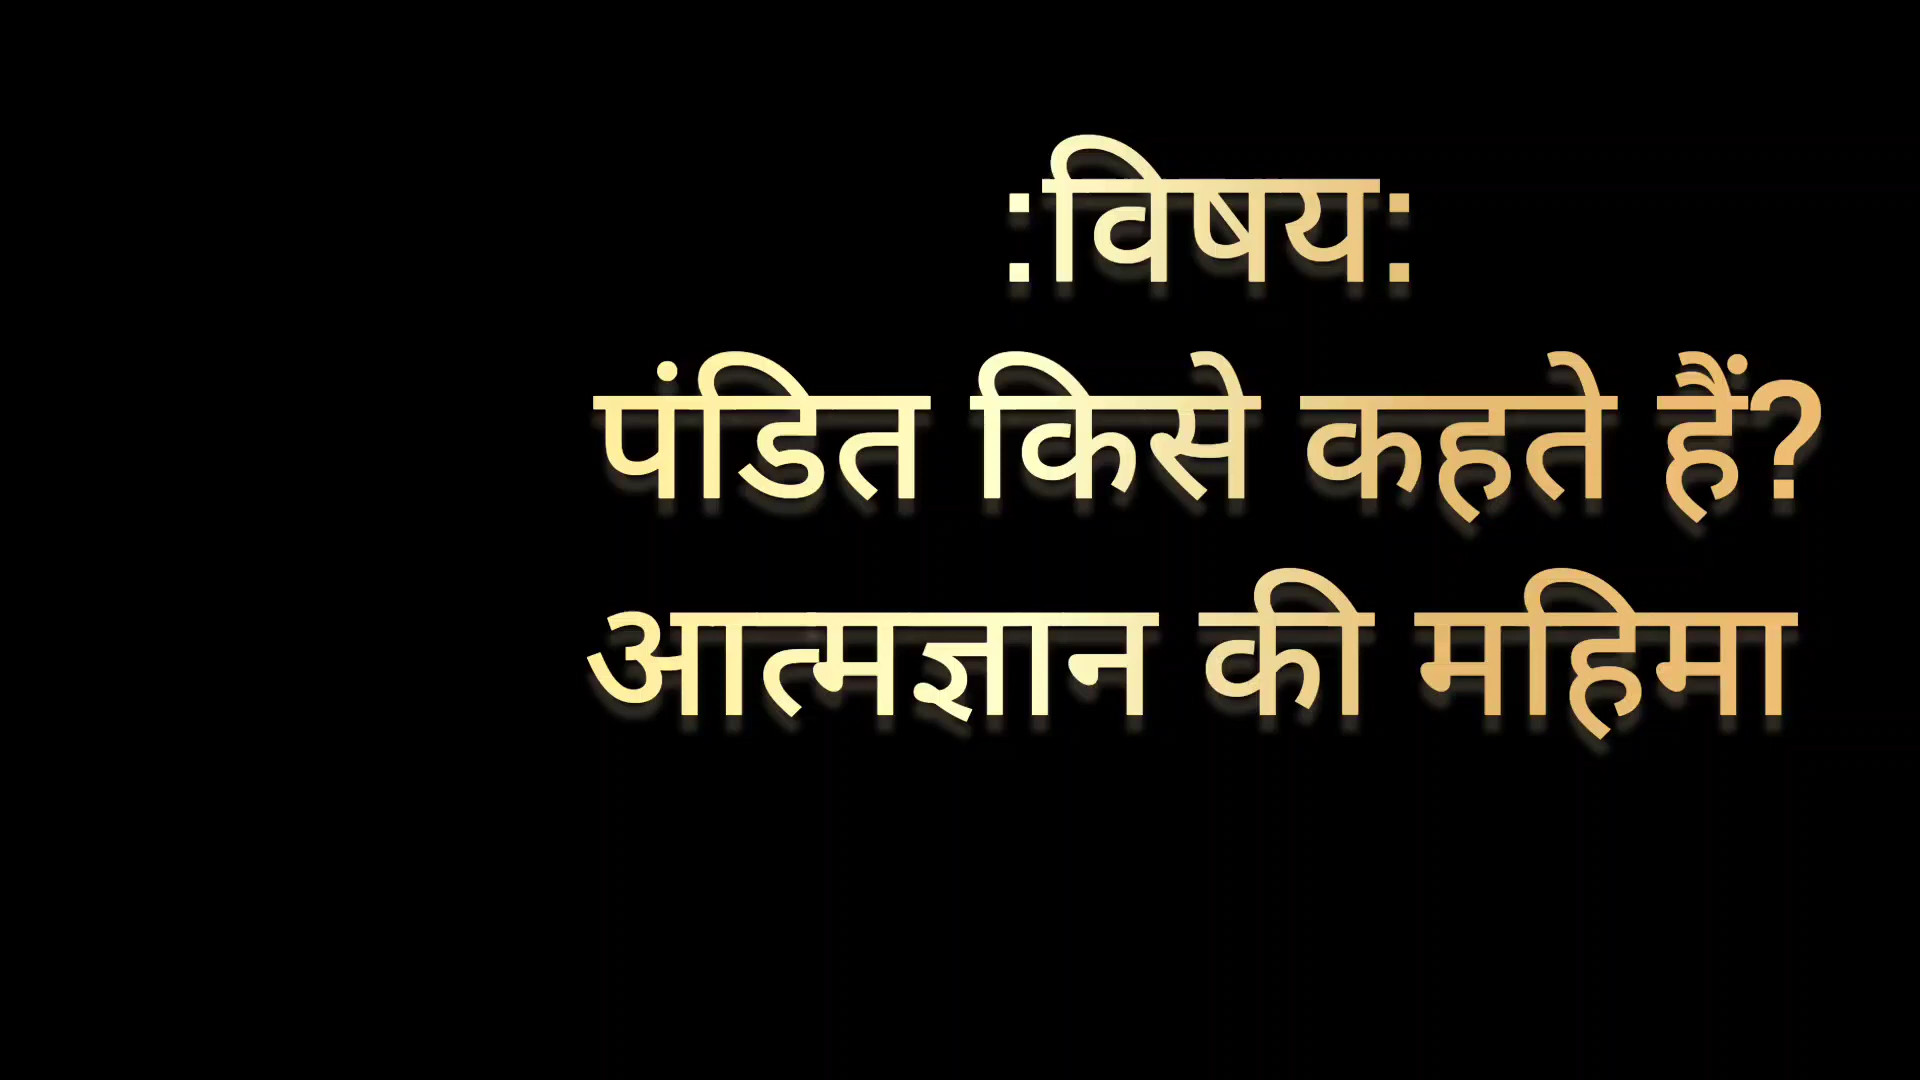 :विषय:
पंडित किसे कहते हैं?
आत्मज्ञान की महिमा